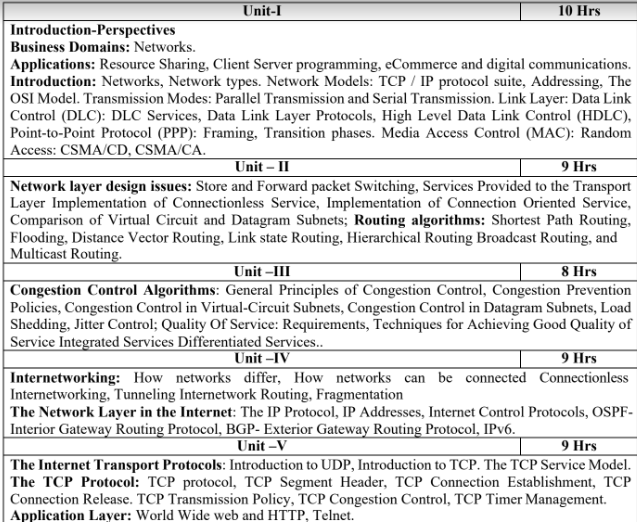 Unit-I 10 Hrs
Introduction-Perspectives
Business Domains: Networks.
Applications: Resource Sharing, Client Server programming, eCommerce and digital communications.
Introduction: Networks, Network types. Network Models: TCP / IP protocol suite, Addressing, The
OSI Model. Transmission Modes: Parallel Transmission and Serial Transmission. Link Layer: Data Link
Control (DLC): DLC Services, Data Link Layer Protocols, High Level Data Link Control (HDLC),
Point-to-Point Protocol (PPP): Framing, Transition phases. Media Access Control (MAC): Random
Access: CSMA/CD, CSMA/CA.
Unit – II 9 Hrs
Network layer design issues: Store and Forward packet Switching, Services Provided to the Transport
Layer Implementation of Connectionless Service, Implementation of Connection Oriented Service,
Comparison of Virtual Circuit and Datagram Subnets; Routing algorithms: Shortest Path Routing,
Flooding, Distance Vector Routing, Link state Routing, Hierarchical Routing Broadcast Routing, and
Multicast Routing.
Unit –III 8 Hrs
Congestion Control Algorithms: General Principles of Congestion Control, Congestion Prevention
Policies, Congestion Control in Virtual-Circuit Subnets, Congestion Control in Datagram Subnets, Load
Shedding, Jitter Control; Quality Of Service: Requirements, Techniques for Achieving Good Quality of
Service Integrated Services Differentiated Services..
Unit –IV 9 Hrs
Internetworking: How networks differ, How networks can be connected Connectionless
Internetworking, Tunneling Internetwork Routing, Fragmentation
The Network Layer in the Internet: The IP Protocol, IP Addresses, Internet Control Protocols, OSPF-
Interior Gateway Routing Protocol, BGP- Exterior Gateway Routing Protocol, IPv6.
Unit –V 9 Hrs
The Internet Transport Protocols: Introduction to UDP, Introduction to TCP. The TCP Service Model.
The TCP Protocol: TCP protocol, TCP Segment Header, TCP Connection Establishment, TCP
Connection Release. TCP Transmission Policy, TCP Congestion Control, TCP Timer Management.
Application Layer: World Wide web and HTTP, Telnet.